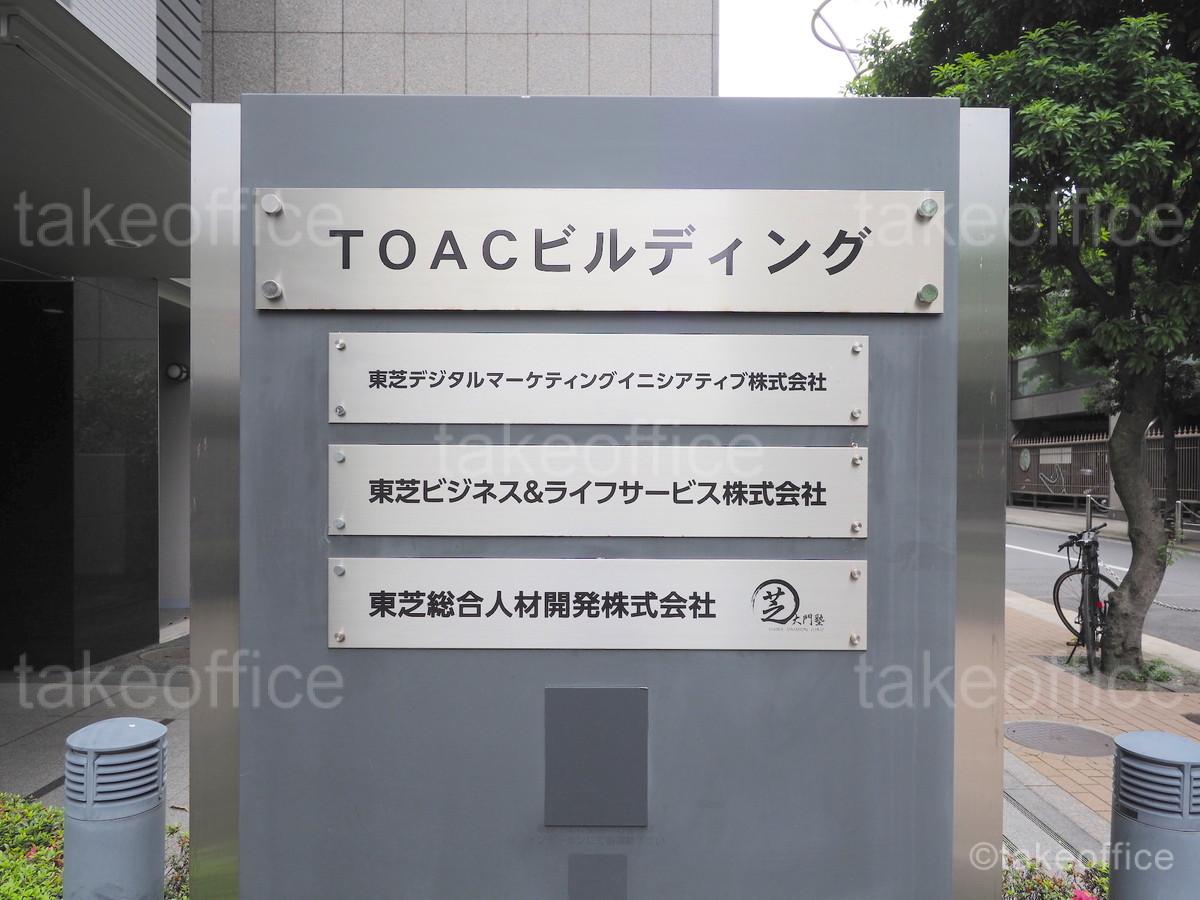 TOACビルディング
東芝デジタルマーケティングイニシアティブ株式会社
東芝ビジネス&ライフサービス株式会社
東芝総合人材開発株式会社
芝
大門塾
takeoffice
takeoffice
takeoffice
takeoffice
takeoffice
©takeoffice